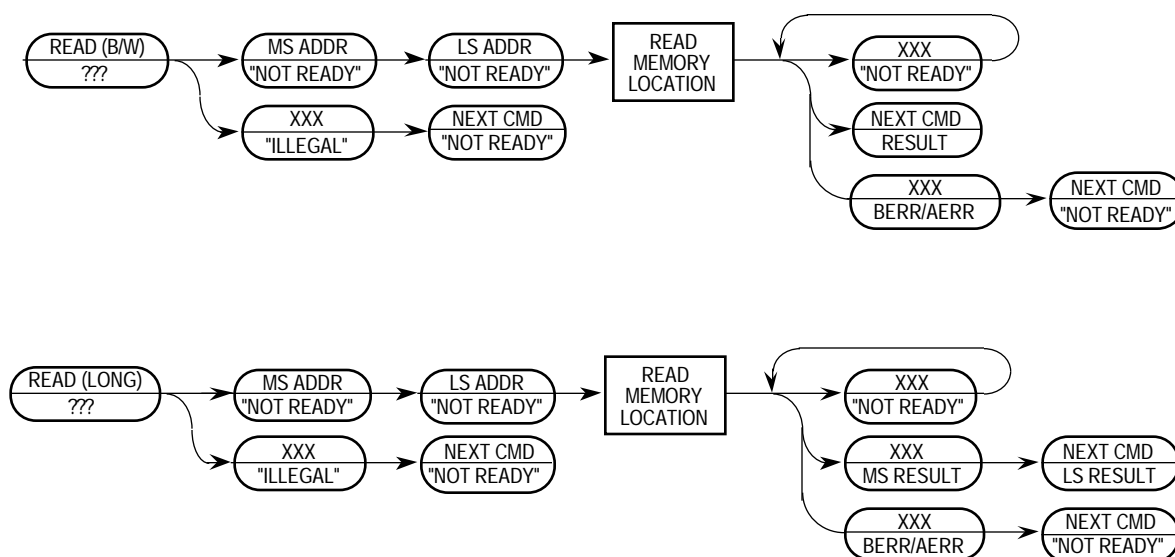 READ (B/W)
???
MS ADDR
"NOT READY"
LS ADDR
"NOT READY"
READ
MEMORY
LOCATION
XXX
"NOT READY"
XXX
"ILLEGAL"
NEXT CMD
"NOT READY"
NEXT CMD
RESULT
XXX
BERR/AERR
NEXT CMD
"NOT READY"
READ (LONG)
???
MS ADDR
"NOT READY"
LS ADDR
"NOT READY"
READ
MEMORY
LOCATION
XXX
"NOT READY"
XXX
"ILLEGAL"
NEXT CMD
"NOT READY"
XXX
MS RESULT
NEXT CMD
LS RESULT
XXX
BERR/AERR
NEXT CMD
"NOT READY"